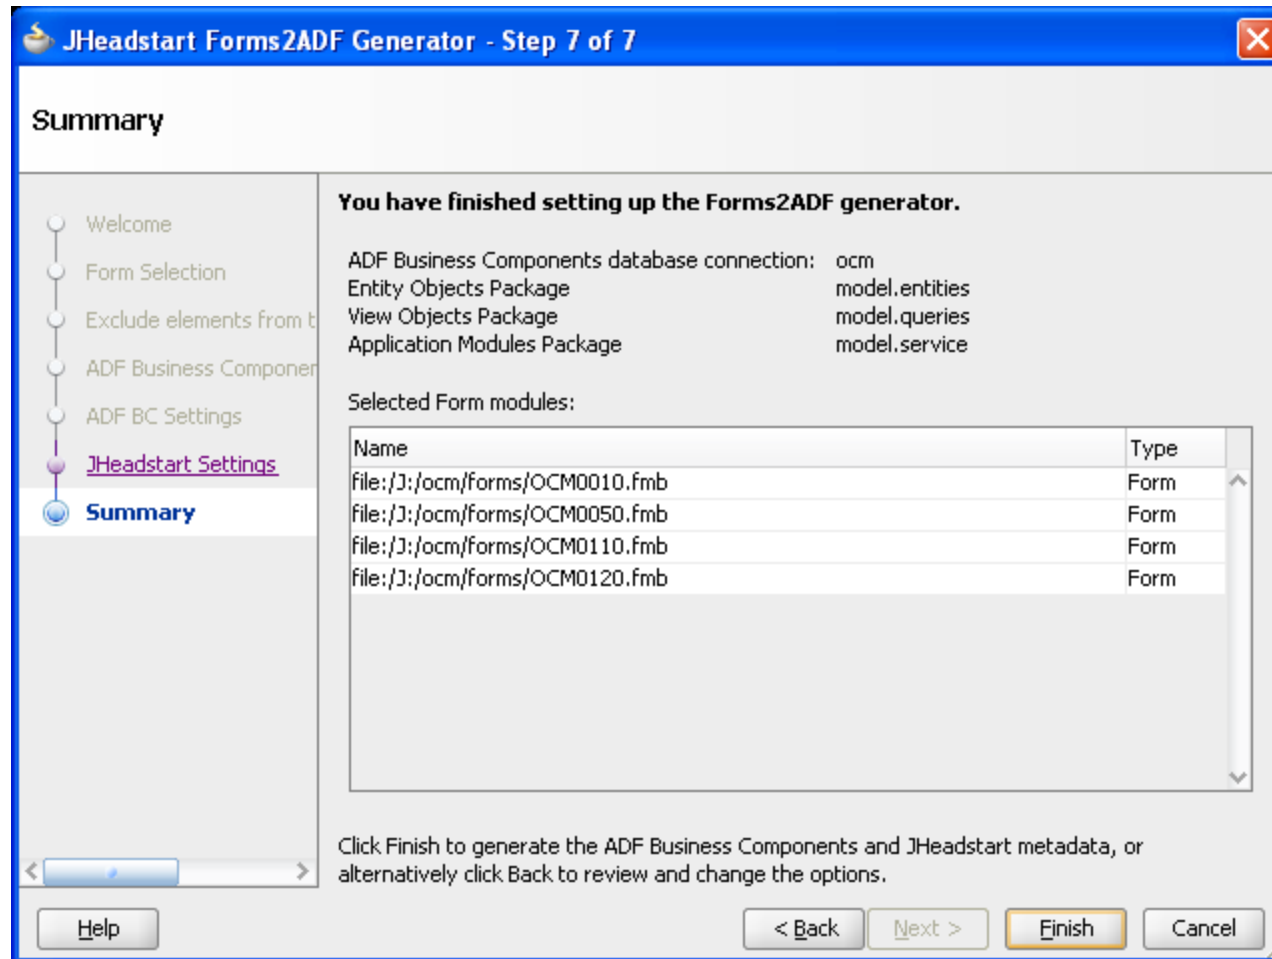 JHeadstart Forms2ADF Generator - Step 7 of 7
Summary
Welcome
Form Selection
Exclude elements from t
ADF Business Componen
ADF BC Settings
JHeadstart Settings
Summary
You have finished setting up the Forms2ADF generator.
ADF Business Components database connection: ocm
Entity Objects Package model.entities
View Objects Package model.queries
Application Modules Package model.service
Selected Form modules:
Name Type
file:/J:/ocm/forms/OCM0010.fmb Form
file:/J:/ocm/forms/OCM0050.fmb Form
file:/J:/ocm/forms/OCM0110.fmb Form
file:/J:/ocm/forms/OCM0120.fmb Form
Click Finish to generate the ADF Business Components and JHeadstart metadata, or
alternatively click Back to review and change the options.
Help < Back Next > Finish Cancel